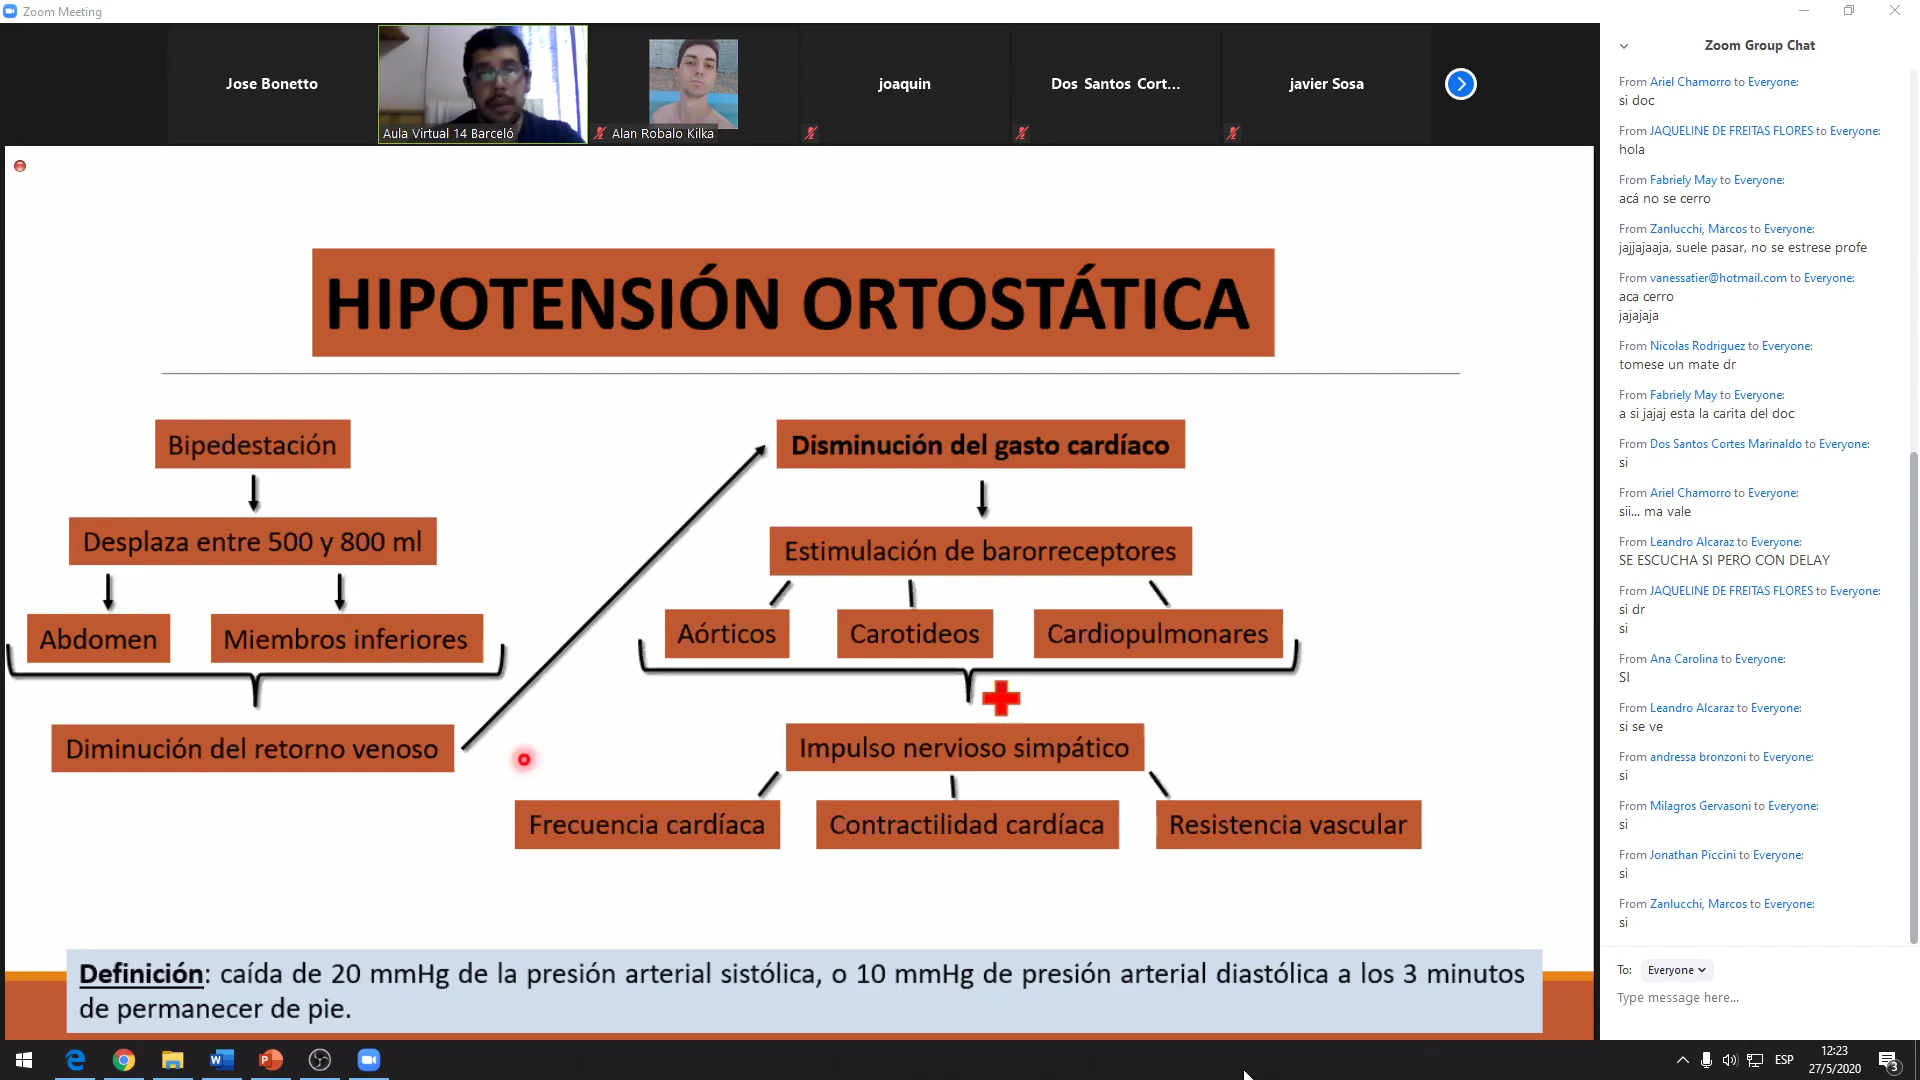 Zoom Meeting
Jose Bonetto
Aula Virtual 14 Barceló
Alan Robalo Kilka
joaquin
Dos Santos Cort...
javier Sosa
HIPOTENSIÓN ORTOSTÁTICA
Bipedestación
Desplaza entre 500 y 800 ml
Abdomen
Miembros inferiores
Diminución del retorno venoso
Disminución del gasto cardíaco
Estimulación de barorreceptores
Aórticos
Carotideos
Cardiopulmonares
Impulso nervioso simpático
Frecuencia cardíaca
Contractilidad cardíaca
Resistencia vascular
Definición: caída de 20 mmHg de la presión arterial sistólica, o 10 mmHg de presión arterial diastólica a los 3 minutos
de permanecer de pie.
Zoom Group Chat
From Ariel Chamorro to Everyone:
si doc
From JAQUELINE DE FREITAS FLORES to Everyone:
hola
From Fabriely May to Everyone:
acá no se cerro
From Zanlucchi, Marcos to Everyone:
jajjajaaja, suele pasar, no se estrese profe
From vanessatier@hotmail.com to Everyone:
aca cerro
jajajaja
From Nicolas Rodriguez to Everyone:
tomese un mate dr
From Fabriely May to Everyone:
a si jajaj esta la carita del doc
From Dos Santos Cortes Marinaldo to Everyone:
si
From Ariel Chamorro to Everyone:
sii... ma vale
From Leandro Alcaraz to Everyone:
SE ESCUCHA SI PERO CON DELAY
From JAQUELINE DE FREITAS FLORES to Everyone:
si dr
si
From Ana Carolina to Everyone:
SI
From Leandro Alcaraz to Everyone:
si se ve
From andressa bronzoni to Everyone:
si
From Milagros Gervasoni to Everyone:
si
From Jonathan Piccini to Everyone:
si
From Zanlucchi, Marcos to Everyone:
si
To: Everyone
Type message here...
ESP
12:23
27/5/2020
3